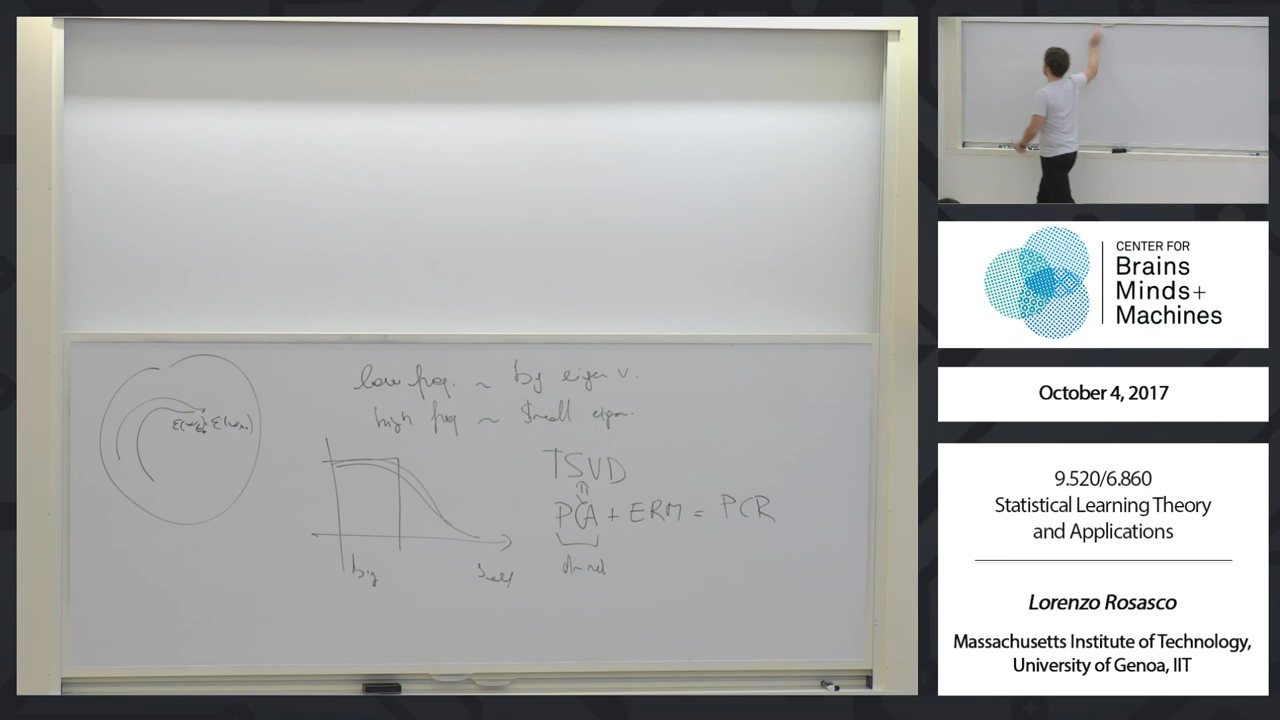 low freq. ~ big eigen v.
high freq ~ small eigen.
TSVD
PCA + ERM = PCR
big
small
CENTER FOR
Brains
Minds+
Machines
October 4, 2017
9.520/6.860
Statistical Learning Theory
and Applications
Lorenzo Rosasco
Massachusetts Institute of Technology,
University of Genoa, IIT